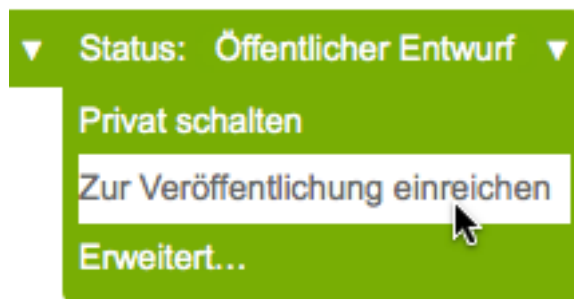 ▼ Status: Öffentlicher Entwurf ▼
Privat schalten
Zur Veröffentlichung einreichen
Erweitert...